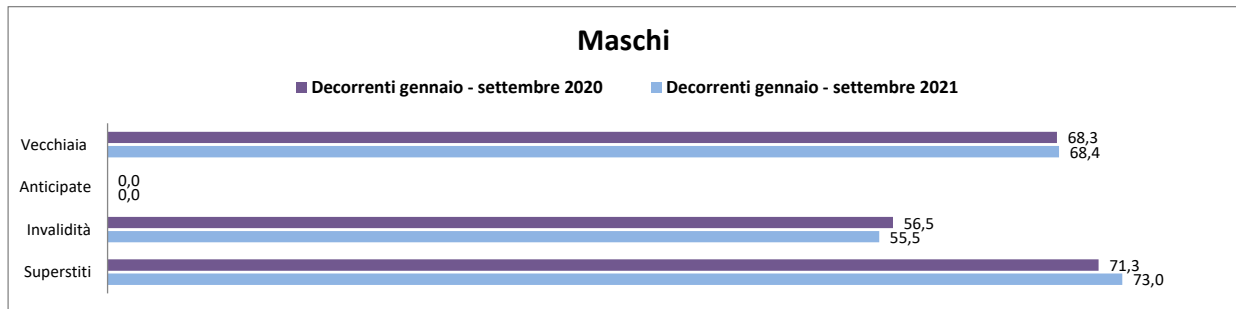 Maschi
Decorrenti gennaio - settembre 2020 Decorrenti gennaio - settembre 2021
Vecchiaia 68,3
68,4
Anticipate 0,0
0,0
Invalidità 56,5
55,5
Superstiti 71,3
73,0